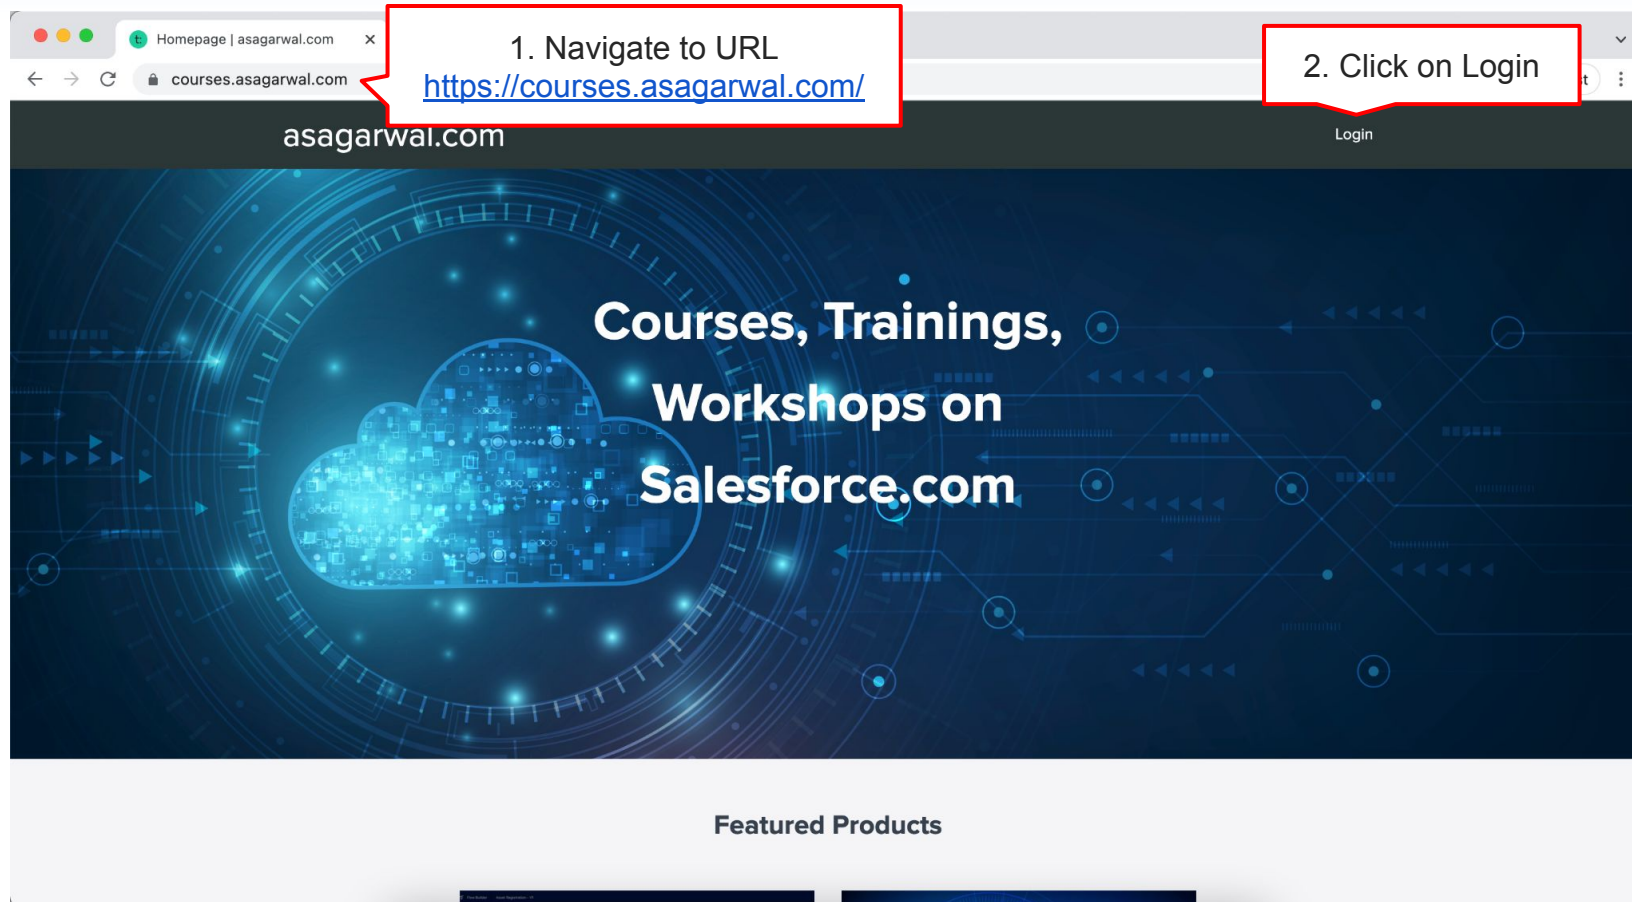 Homepage | asagarwal.com
1. Navigate to URL
https://courses.asagarwal.com/
2. Click on Login
courses.asagarwal.com
asagarwal.com
Login
Courses, Trainings,
Workshops on
Salesforce.com
Featured Products